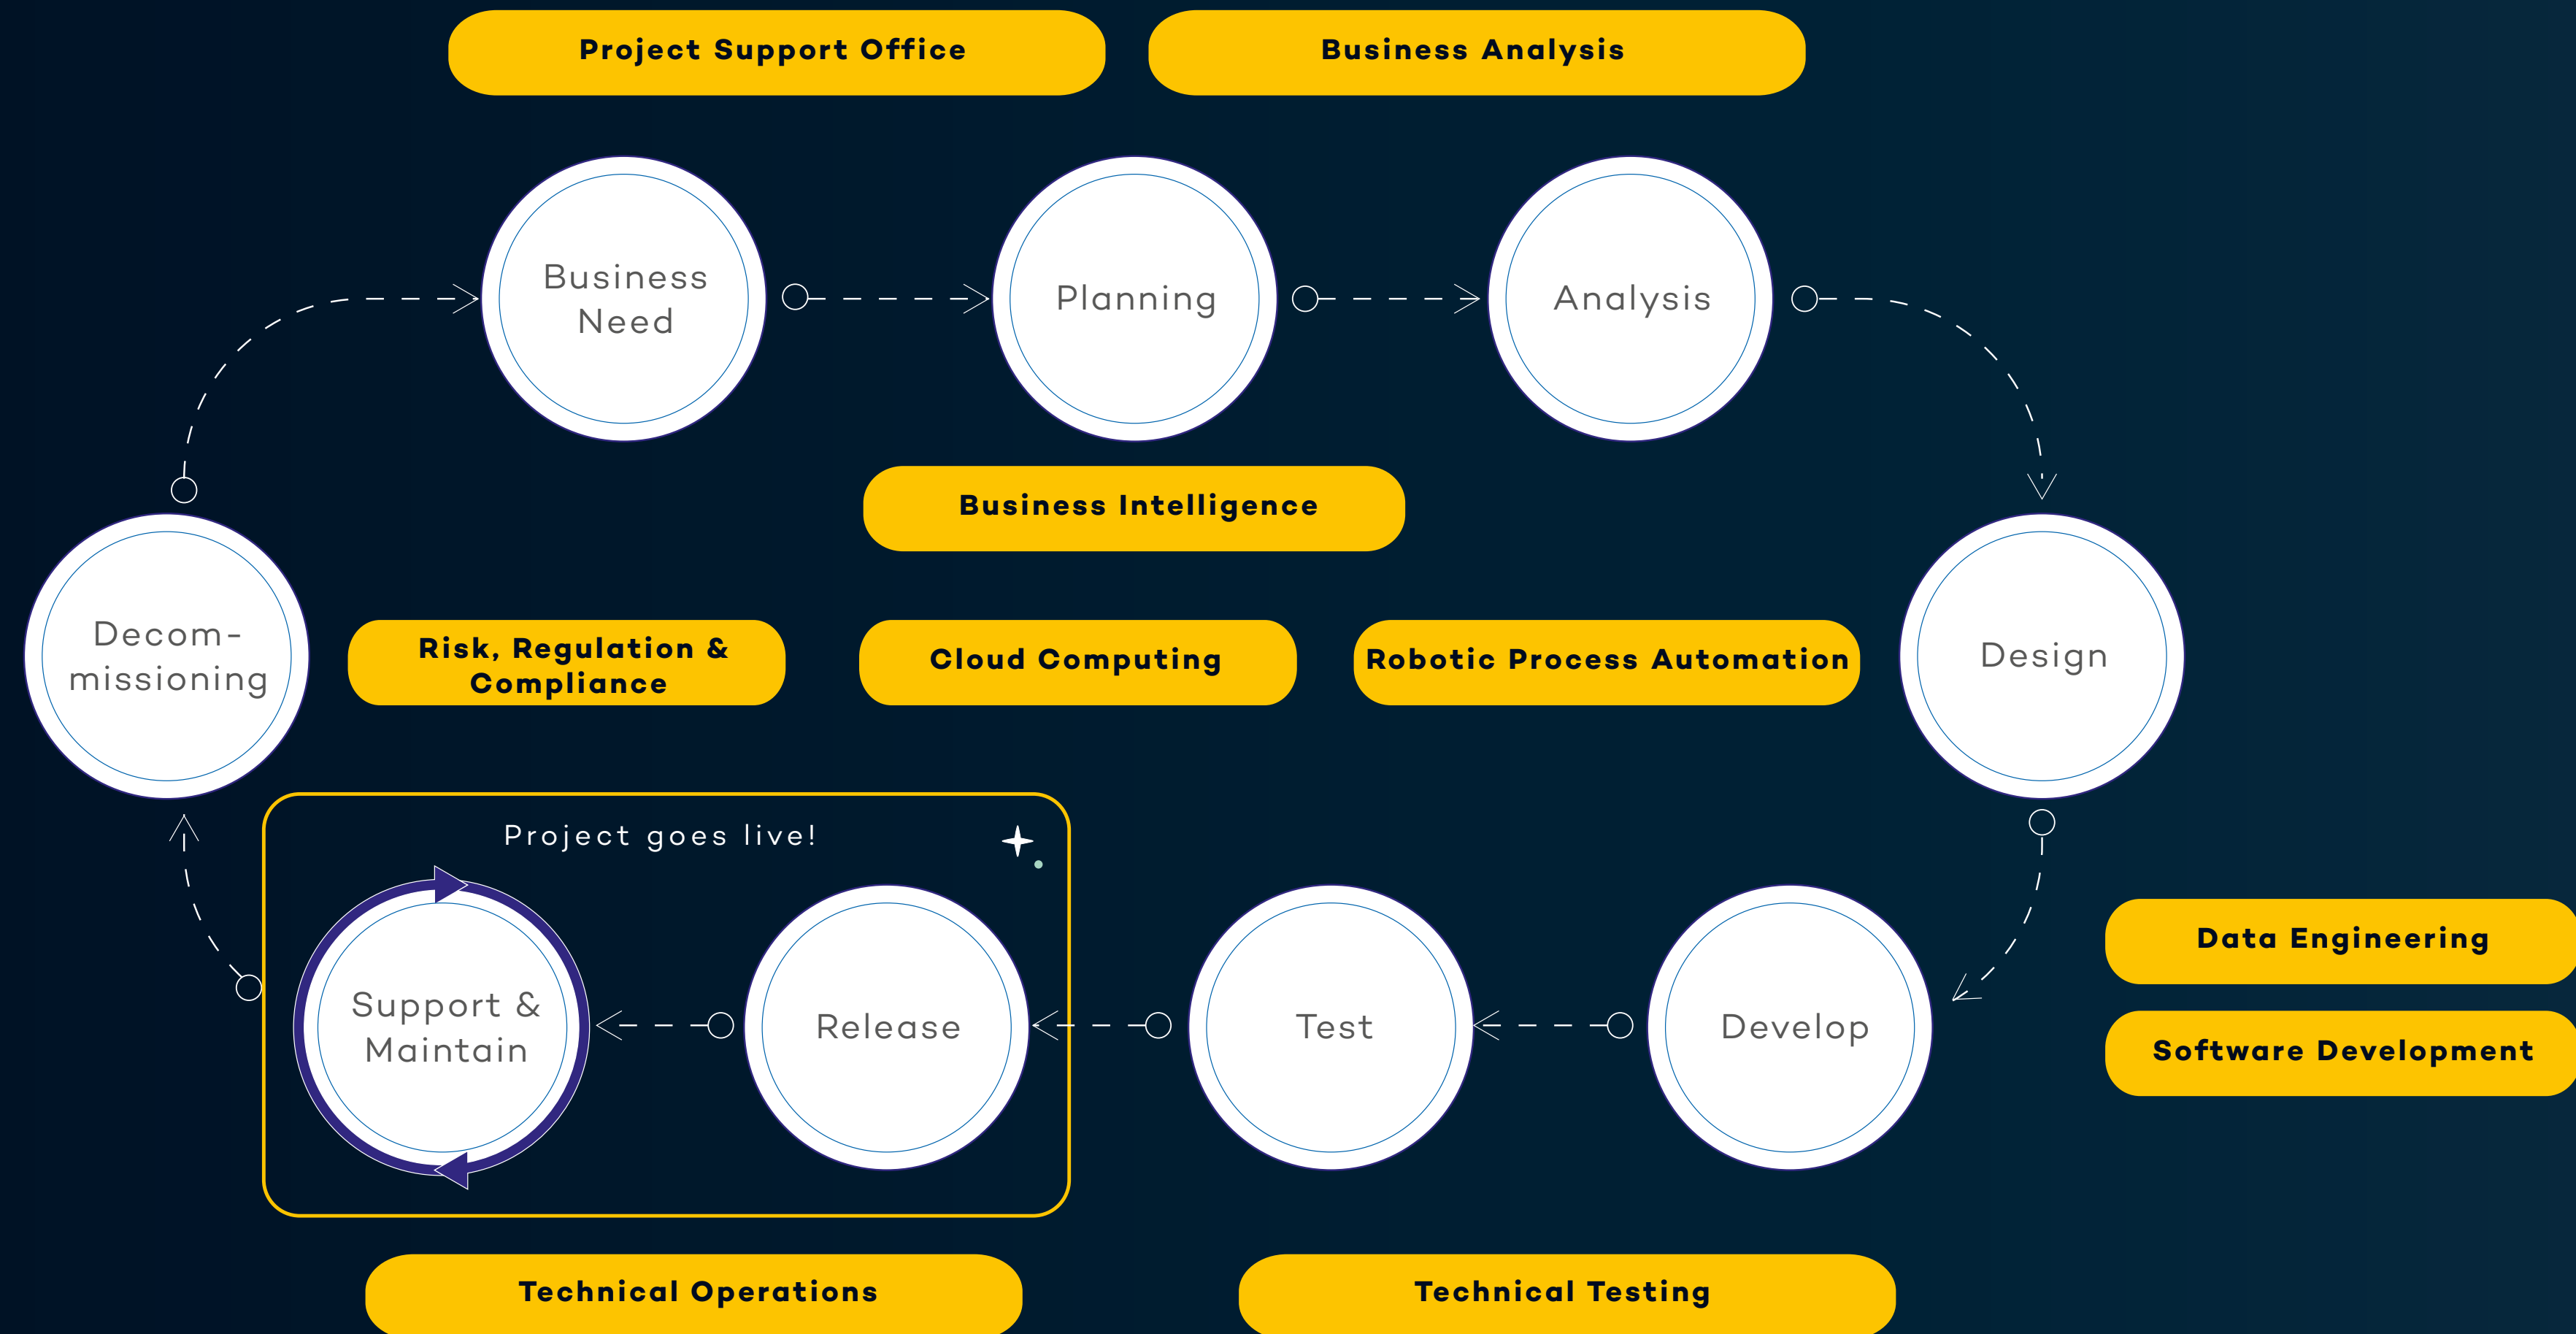 Project Support Office
Business Analysis
Business
Need
Planning
Analysis
Business Intelligence
Decom-
missioning
Risk, Regulation &
Compliance
Cloud Computing
Robotic Process Automation
Design
Project goes live!
Data Engineering
Support &
Maintain
Release
Test
Develop
Software Development
Technical Operations
Technical Testing